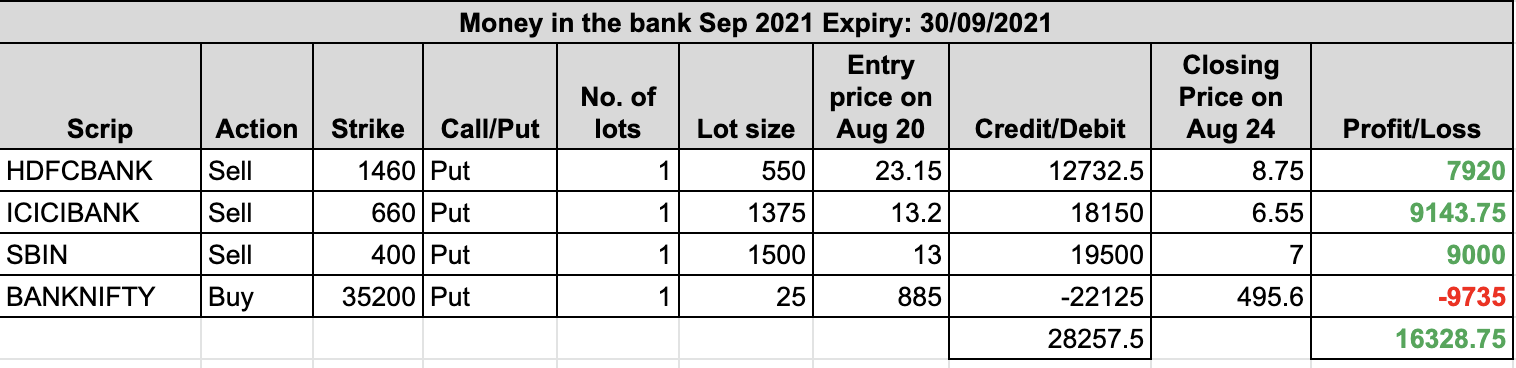 Money in the bank Sep 2021 Expiry: 30/09/2021
Scrip Action Strike Call/Put No. of lots Lot size Entry price on Aug 20 Credit/Debit Closing Price on Aug 24 Profit/Loss
HDFCBANK Sell 1460 Put 1 550 23.15 12732.5 8.75 7920
ICICIBANK Sell 660 Put 1 1375 13.2 18150 6.55 9143.75
SBIN Sell 400 Put 1 1500 13 19500 7 9000
BANKNIFTY Buy 35200 Put 1 25 885 -22125 495.6 -9735
28257.5 16328.75